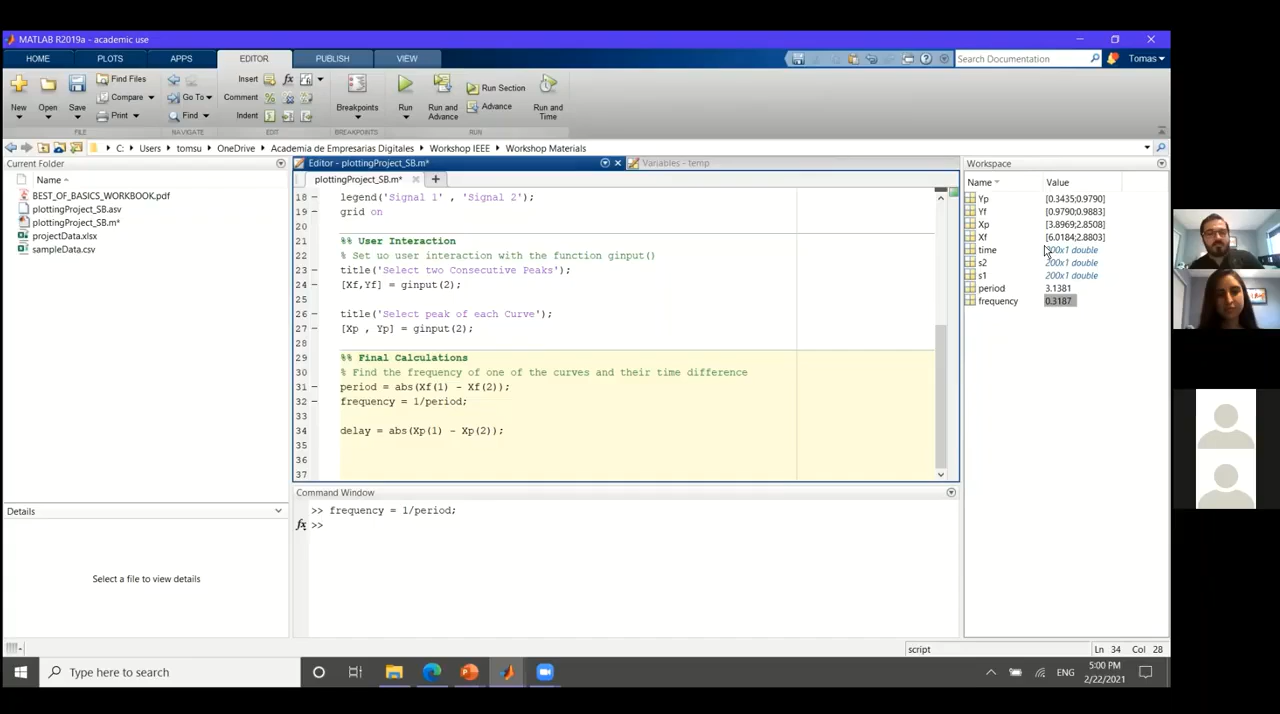 MATLAB R2019a - academic use
HOME PLOTS APPS EDITOR PUBLISH VIEW
Search Documentation
Tomas
New Open Save
Find Files
Compare
Print
Go To
Find
Insert
Comment
Indent
Breakpoints
Run
Run and Advance
Run Section
Advance
Run and Time
FILE NAVIGATE EDIT BREAKPOINTS RUN
C: Users tomsu OneDrive Academia de Empresarias Digitales Workshop IEEE Workshop Materials
Current Folder
Name
BEST_OF_BASICS_WORKBOOK.pdf
plottingProject_SB.asv
plottingProject_SB.m*
projectData.xlsx
sampleData.csv
Details
Select a file to view details
Editor - plottingProject_SB.m*
Variables - temp
plottingProject_SB.m*
18 legend('Signal 1' , 'Signal 2');
19 grid on
20
21 %% User Interaction
22 % Set uo user interaction with the function ginput()
23 title('Select two Consecutive Peaks');
24 [Xf,Yf] = ginput(2);
25
26 title('Select peak of each Curve');
27 [Xp , Yp] = ginput(2);
28
29 %% Final Calculations
30 % Find the frequency of one of the curves and their time difference
31 period = abs(Xf(1) - Xf(2));
32 frequency = 1/period;
33
34 delay = abs(Xp(1) - Xp(2));
35
36
37
Command Window
>> frequency = 1/period;
fx >>
Workspace
Name Value
Yp [0.3435;0.9790]
Yf [0.9790;0.9883]
Xp [3.8969;2.8508]
Xf [6.0184;2.8803]
time 200x1 double
s2 200x1 double
s1 200x1 double
period 3.1381
frequency 0.3187
script Ln 34 Col 28
Type here to search
ENG
5:00 PM
2/22/2021